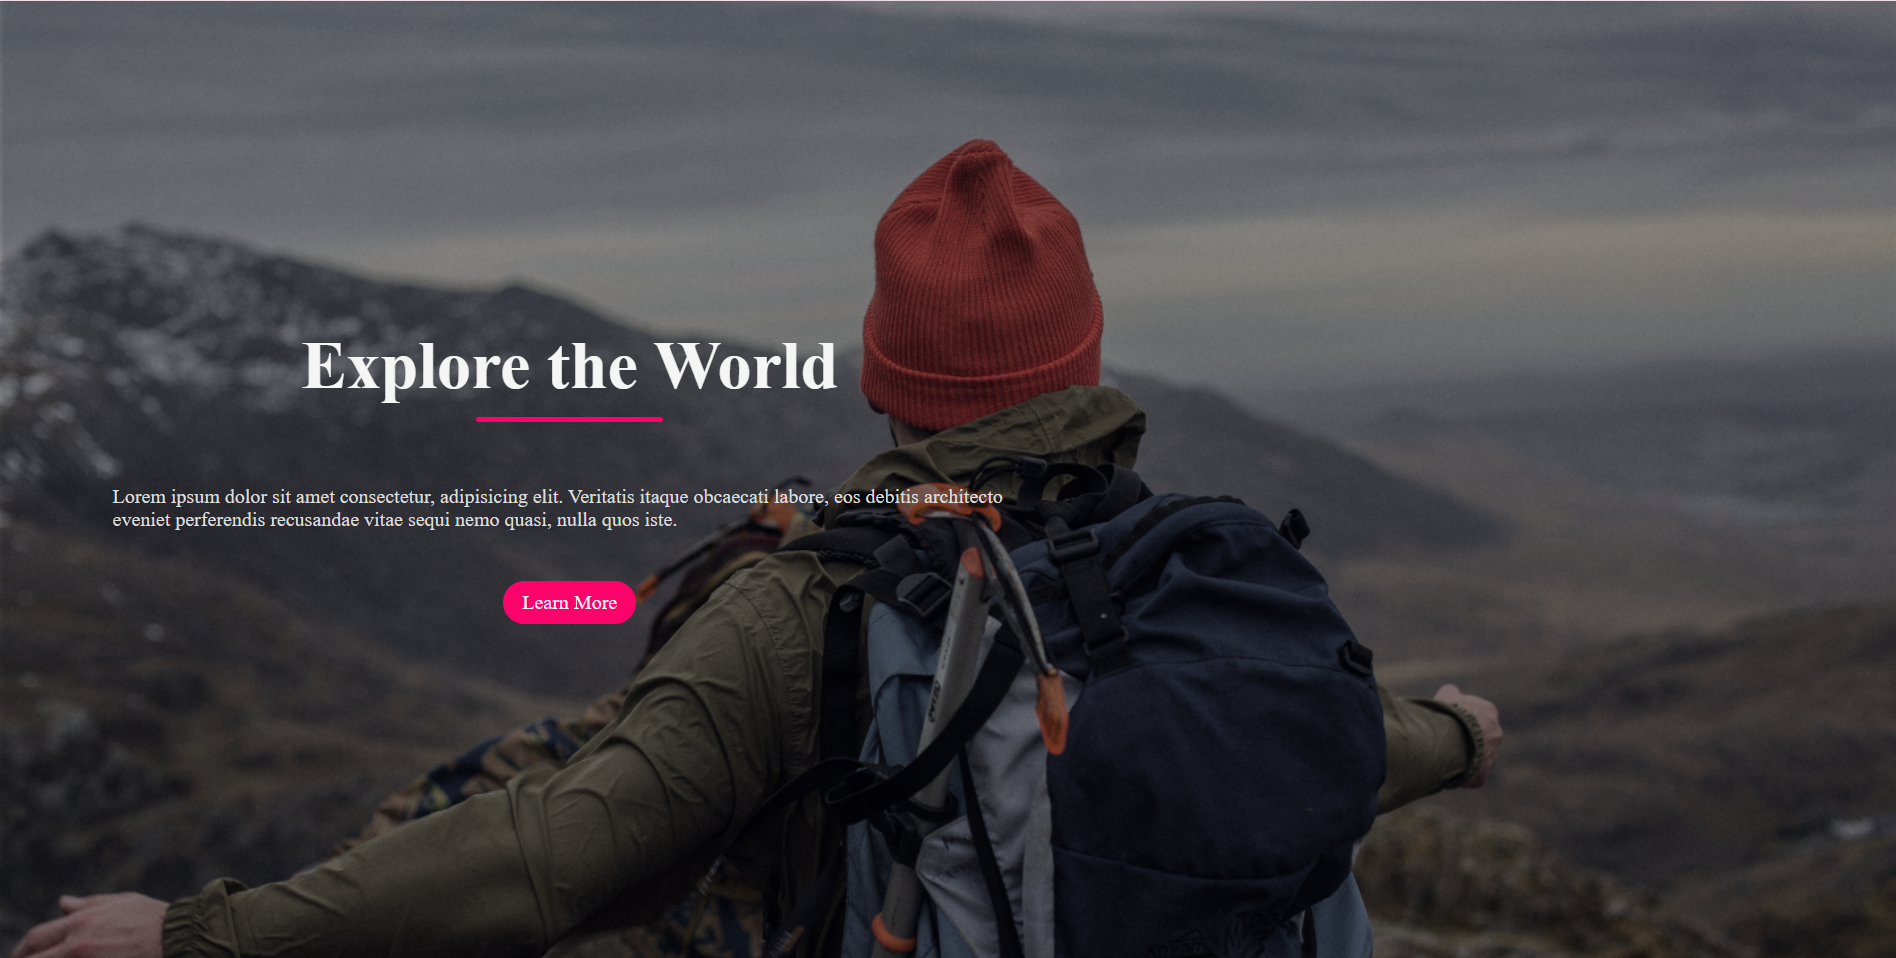 Explore the World
Lorem ipsum dolor sit amet consectetur, adipisicing elit. Veritatis itaque obcaecati labore, eos debitis architecto
eveniet perferendis recusandae vitae sequi nemo quasi, nulla quos iste.
Learn More